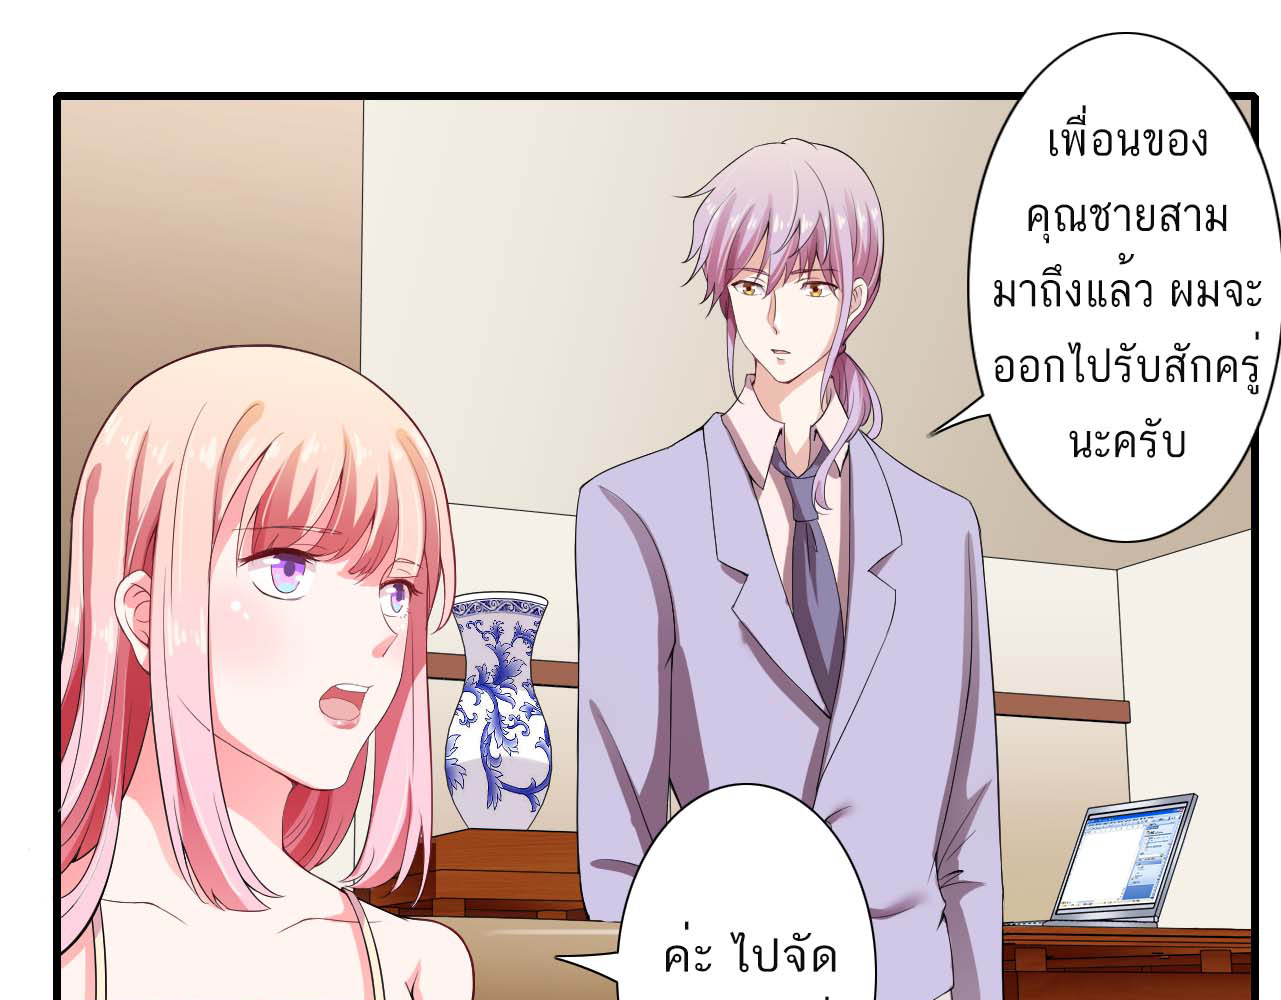 เพื่อนของ
คุณชายสาม
มาถึงแล้ว ผมจะ
ออกไปรับสักครู่
นะครับ
ค่ะ ไปจัด